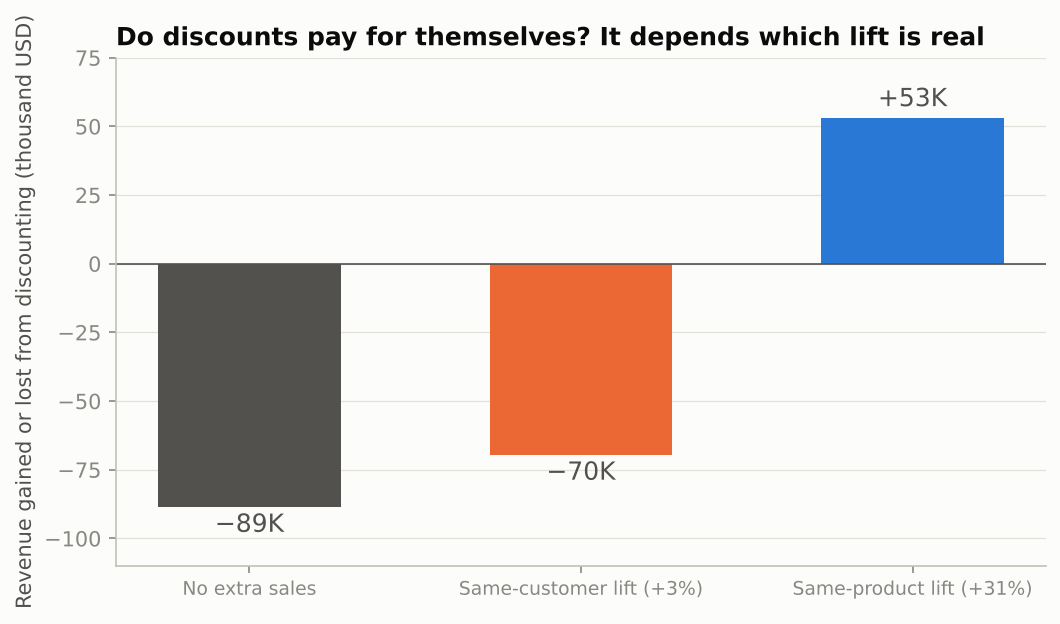 Do discounts pay for themselves? It depends which lift is real
Revenue gained or lost from discounting (thousand USD)
75
50
25
0
−25
−50
−75
−100
−89K
−70K
+53K
No extra sales
Same-customer lift (+3%)
Same-product lift (+31%)